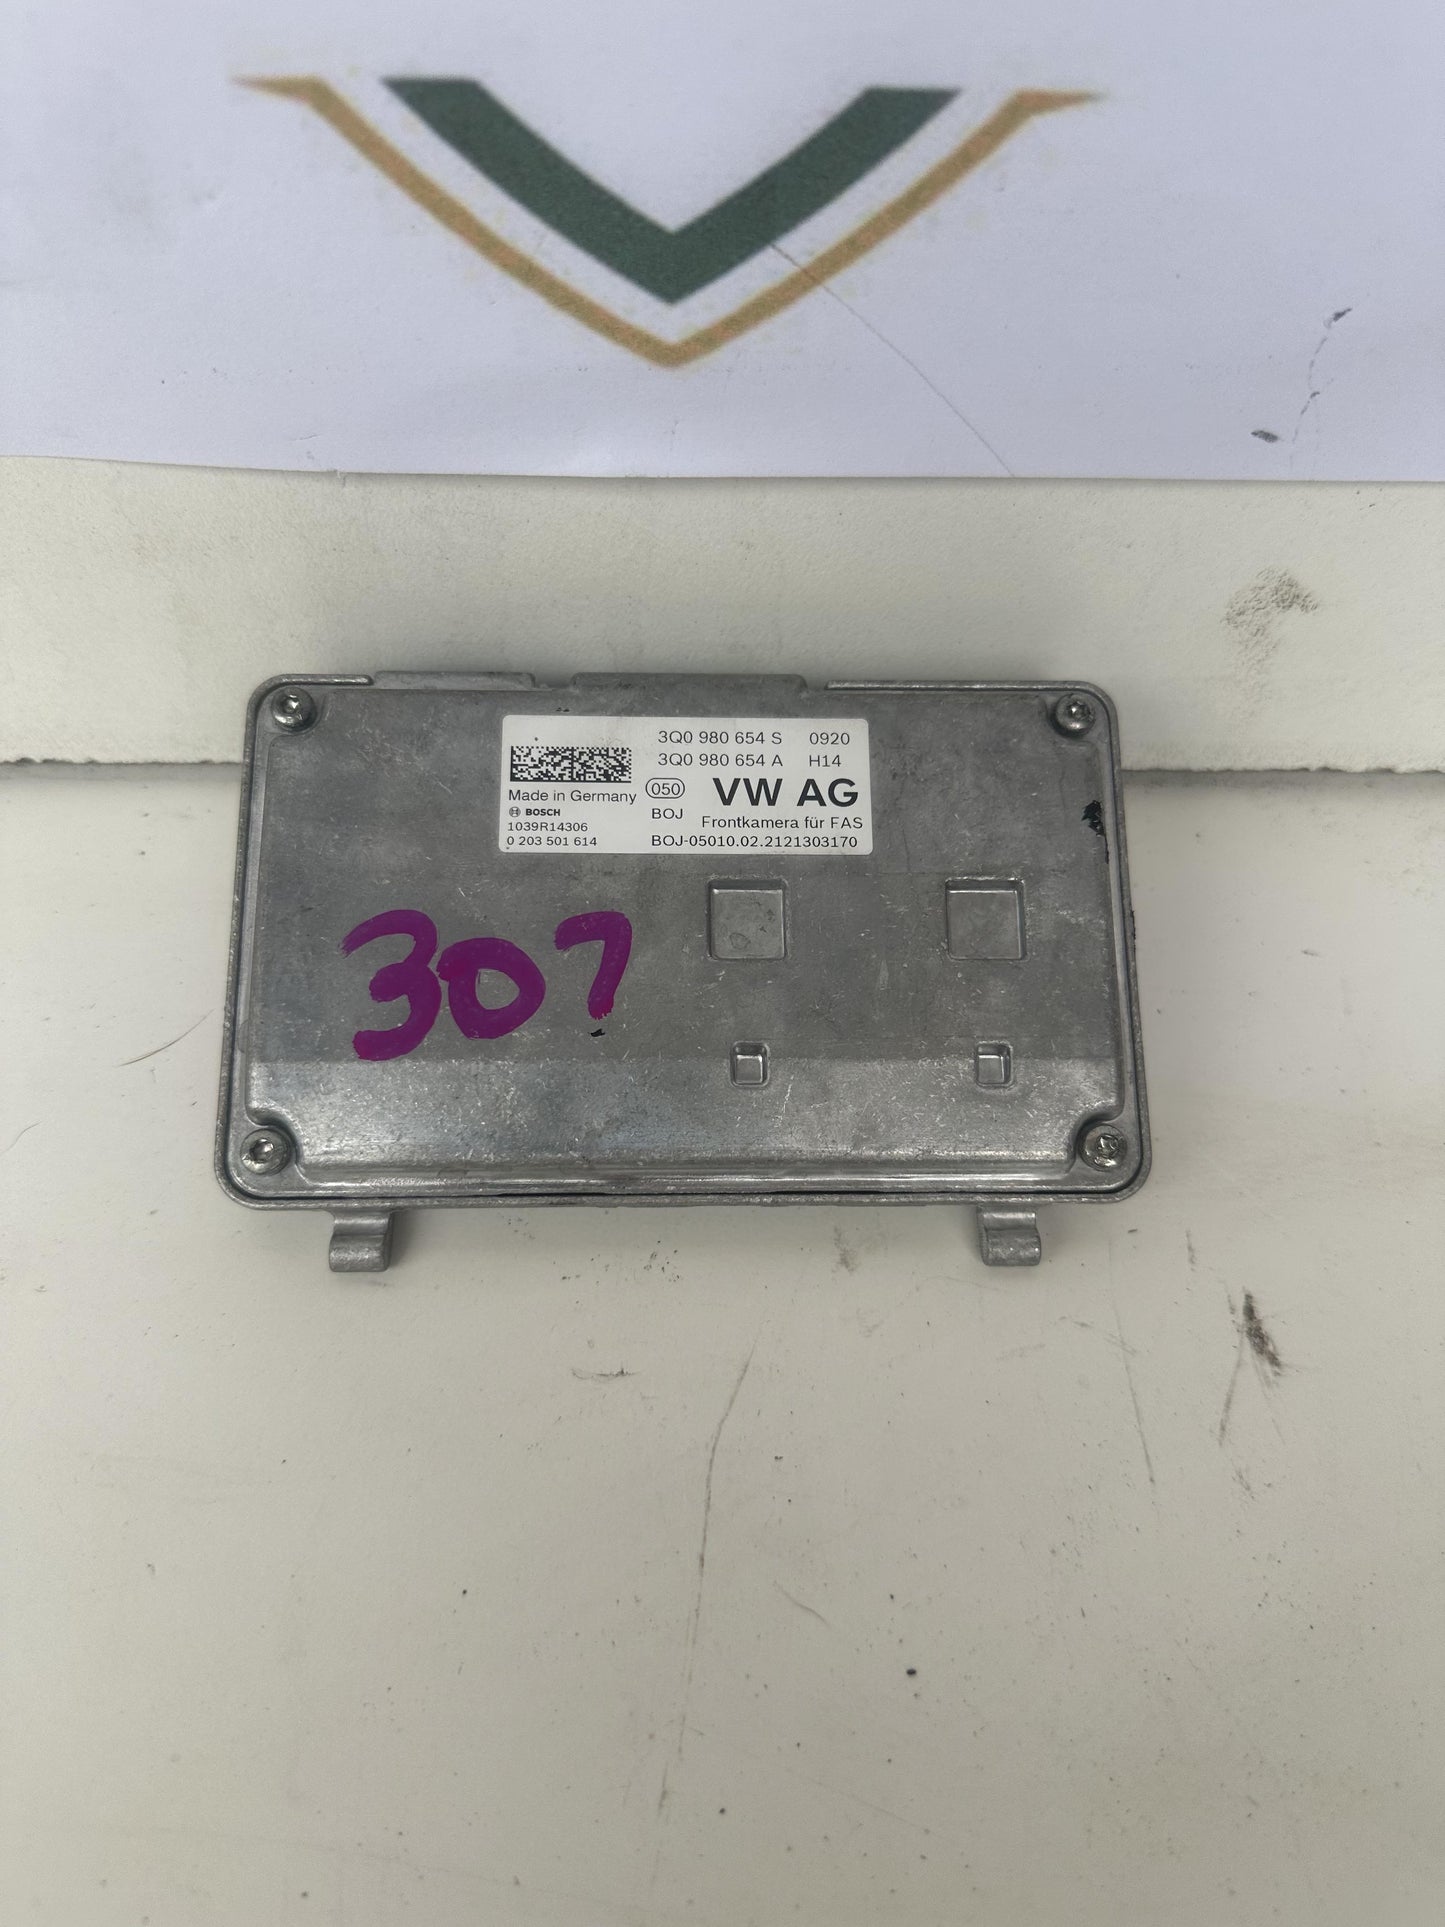 3Q0 980 654 S 0920
3Q0 980 654 A H14
Made in Germany 050 VW AG
BOSCH BOJ Frontkamera für FAS
1039R14306
0 203 501 614 BOJ-05010.02.2121303170
307